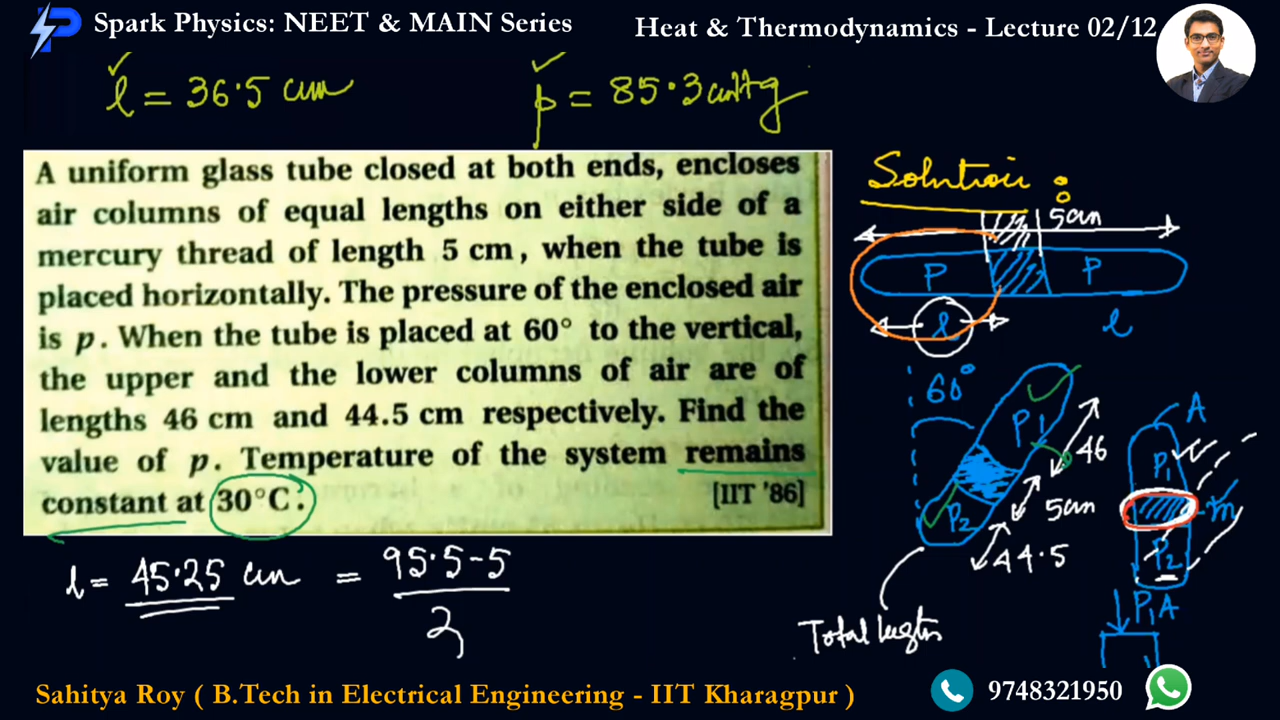 Spark Physics: NEET & MAIN Series
Heat & Thermodynamics - Lecture 02/12
l = 36.5 cm
p = 85.3 cmHg
A uniform glass tube closed at both ends, encloses
air columns of equal lengths on either side of a
mercury thread of length 5 cm, when the tube is
placed horizontally. The pressure of the enclosed air
is p. When the tube is placed at 60° to the vertical,
the upper and the lower columns of air are of
lengths 46 cm and 44.5 cm respectively. Find the
value of p. Temperature of the system remains
constant at 30°C:
[IIT '86]
l = 45.25 cm = 95.5-5
2
Solution :
5cm
P P
l l
60°
P1
46
5cm
P2
44.5
Total length
A
P1
m
P2
P1A
Sahitya Roy ( B.Tech in Electrical Engineering - IIT Kharagpur )
9748321950